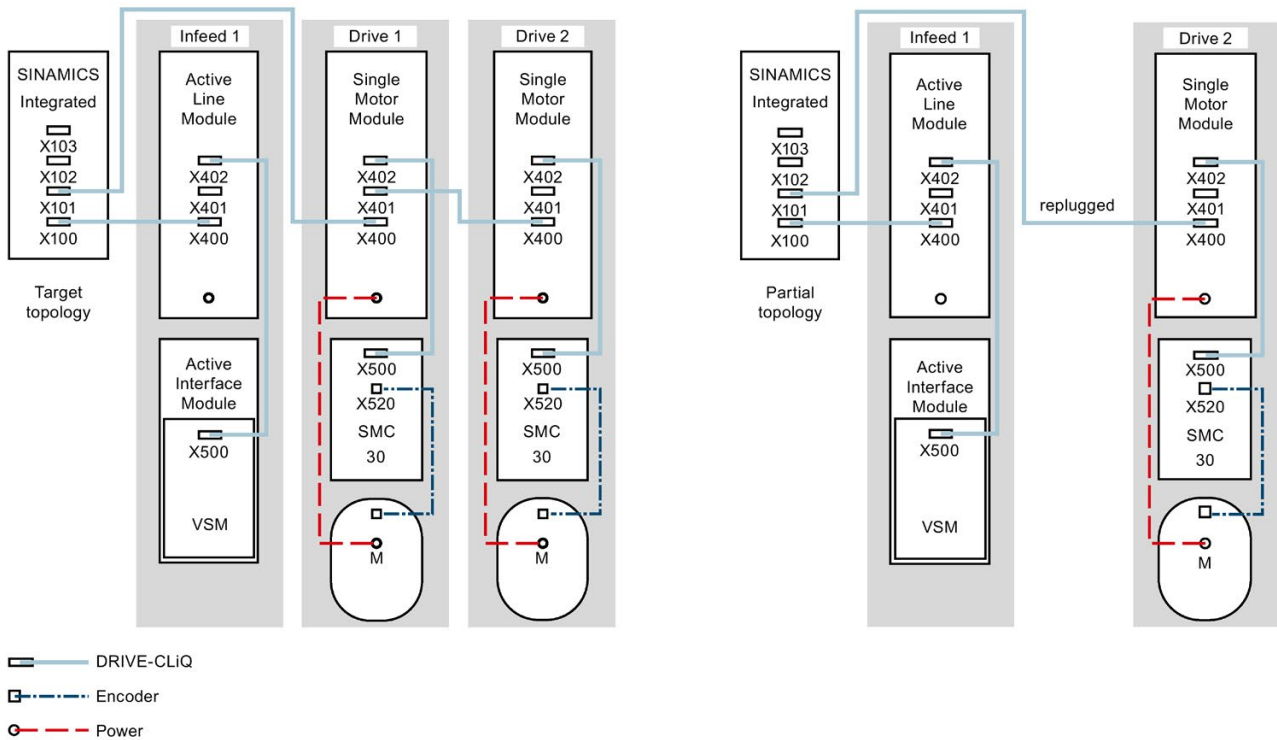 Infeed 1
Drive 1
Drive 2
SINAMICS
Integrated
X103
X102
X101
X100
Target
topology
Active
Line
Module
X402
X401
X400
Active
Interface
Module
X500
VSM
Single
Motor
Module
X402
X401
X400
X500
X520
SMC
30
M
Single
Motor
Module
X402
X401
X400
X500
X520
SMC
30
M
Infeed 1
Drive 2
SINAMICS
Integrated
X103
X102
X101
X100
Partial
topology
Active
Line
Module
X402
X401
X400
Active
Interface
Module
X500
VSM
replugged
Single
Motor
Module
X402
X401
X400
X500
X520
SMC
30
M
DRIVE-CLiQ
Encoder
Power